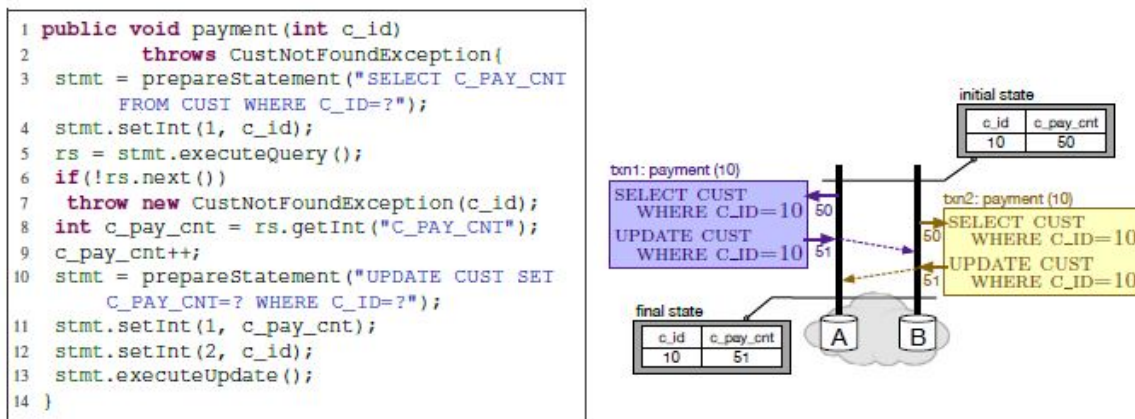 1 public void payment(int c_id)
2 throws CustNotFoundException{
3 stmt = prepareStatement("SELECT C_PAY_CNT
FROM CUST WHERE C_ID=?");
4 stmt.setInt(1, c_id);
5 rs = stmt.executeQuery();
6 if(!rs.next())
7 throw new CustNotFoundException(c_id);
8 int c_pay_cnt = rs.getInt("C_PAY_CNT");
9 c_pay_cnt++;
10 stmt = prepareStatement("UPDATE CUST SET
C_PAY_CNT=? WHERE C_ID=?");
11 stmt.setInt(1, c_pay_cnt);
12 stmt.setInt(2, c_id);
13 stmt.executeUpdate();
14 }
initial state
c_id c_pay_cnt
10 50
txn1: payment (10)
SELECT CUST
WHERE C_ID=10
50
UPDATE CUST
WHERE C_ID=10
51
txn2: payment (10)
50
SELECT CUST
WHERE C_ID=10
UPDATE CUST
51
WHERE C_ID=10
final state
c_id c_pay_cnt
10 51
A B